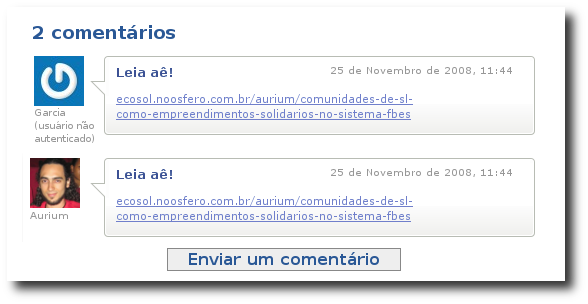 2 comentários
Leia aê!
25 de Novembro de 2008, 11:44
ecosol.noosfero.com.br/aurium/comunidades-de-sl-
como-empreendimentos-solidarios-no-sistema-fbes
Garcia
(usuário não
autenticado)
Leia aê!
25 de Novembro de 2008, 11:44
ecosol.noosfero.com.br/aurium/comunidades-de-sl-
como-empreendimentos-solidarios-no-sistema-fbes
Aurium
Enviar um comentário